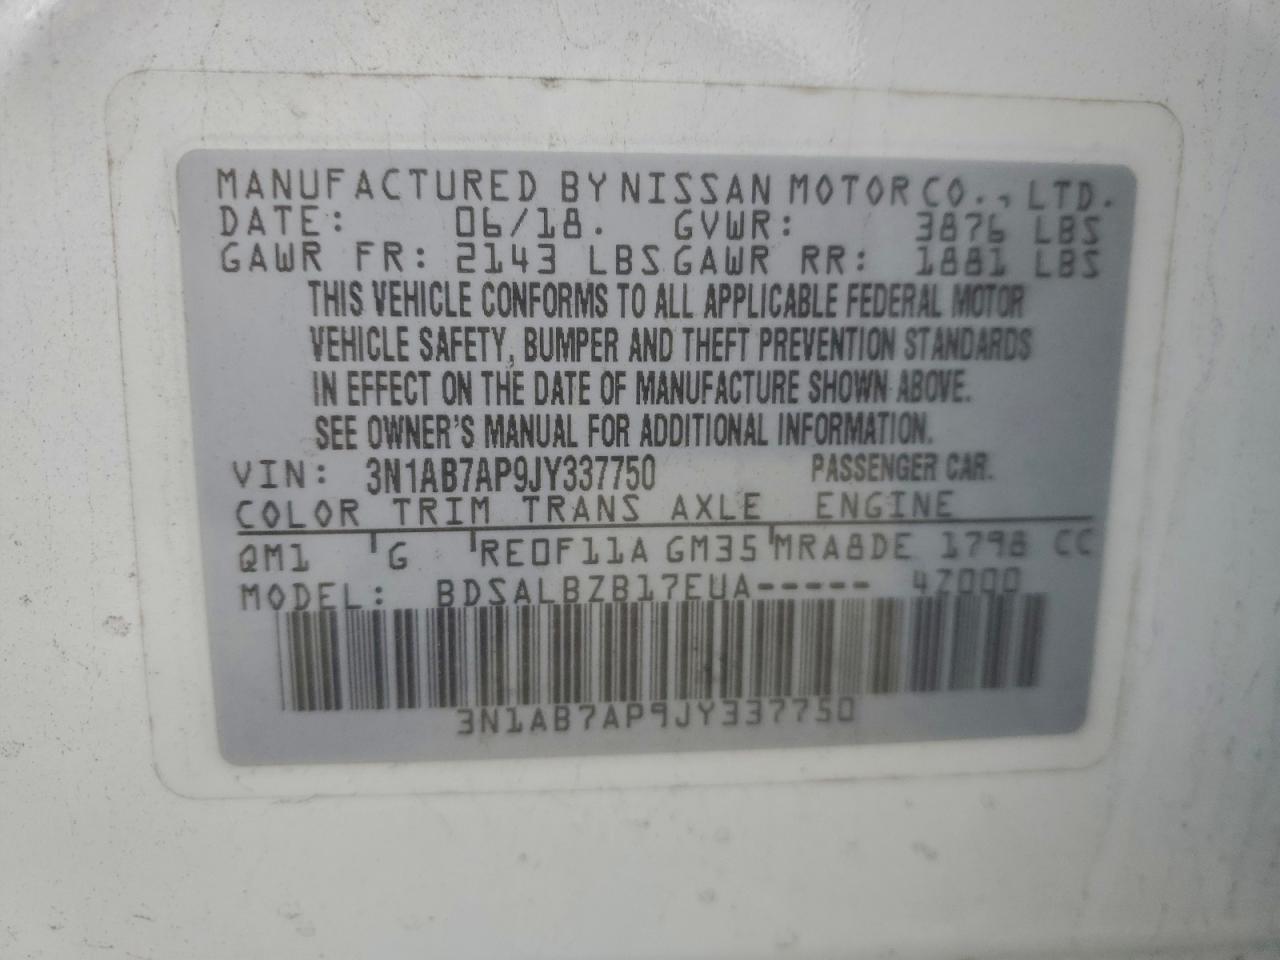 MANUFACTURED BY NISSAN MOTOR CO., LTD.
DATE: 06/18. GVWR: 3876 LBS
GAWR FR: 2143 LBS GAWR RR: 1881 LBS
THIS VEHICLE CONFORMS TO ALL APPLICABLE FEDERAL MOTOR
VEHICLE SAFETY, BUMPER AND THEFT PREVENTION STANDARDS
IN EFFECT ON THE DATE OF MANUFACTURE SHOWN ABOVE.
SEE OWNER'S MANUAL FOR ADDITIONAL INFORMATION.
VIN: 3N1AB7AP9JY337750 PASSENGER CAR.
COLOR TRIM TRANS AXLE ENGINE
QM1 G RE0F11A GM35 MRA8DE 1798 CC
MODEL: BDSALBZB17EUA----- 4Z000
3N1AB7AP9JY337750